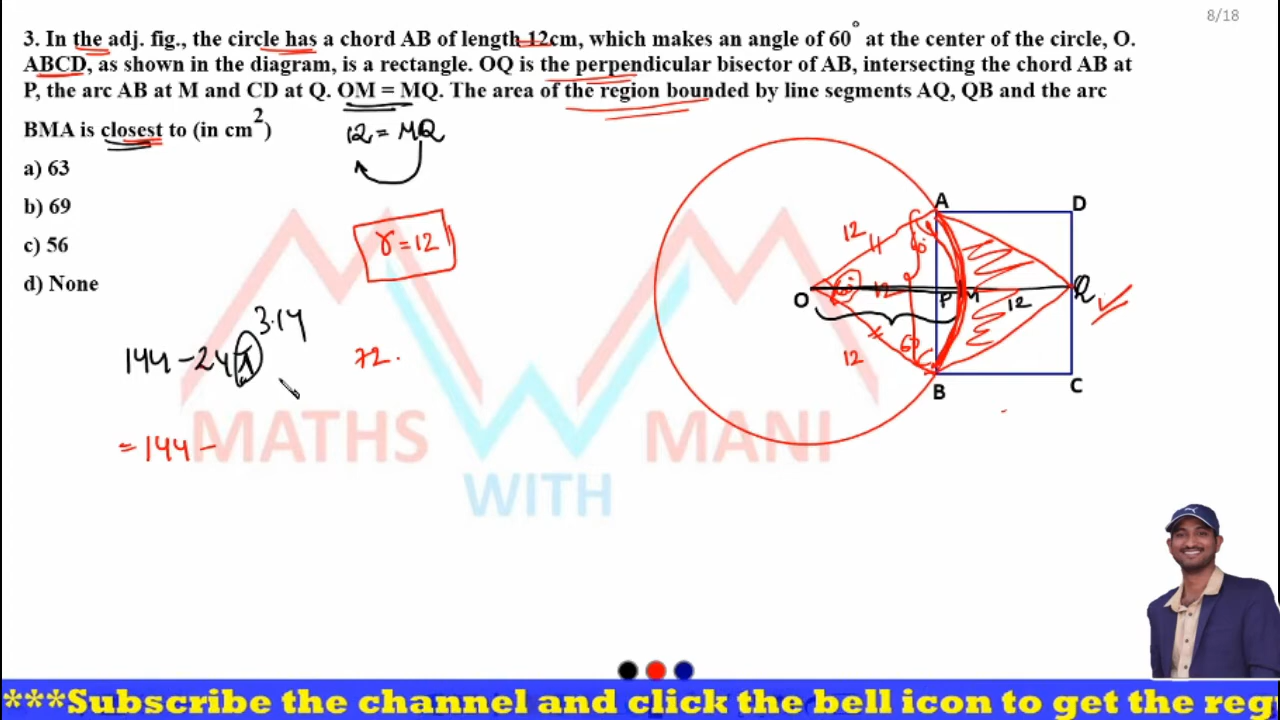 8/18
3. In the adj. fig., the circle has a chord AB of length 12cm, which makes an angle of 60° at the center of the circle, O.
ABCD, as shown in the diagram, is a rectangle. OQ is the perpendicular bisector of AB, intersecting the chord AB at
P, the arc AB at M and CD at Q. OM = MQ. The area of the region bounded by line segments AQ, QB and the arc
BMA is closest to (in cm²)
12 = MQ
a) 63
b) 69
c) 56
d) None
r = 12
3.14
144 - 24π
72.
= 144 -
A
D
12
60
12
O
P
M
12
Q
12
60
B
C
MATHS
WITH
MANI
***Subscribe the channel and click the bell icon to get the reg